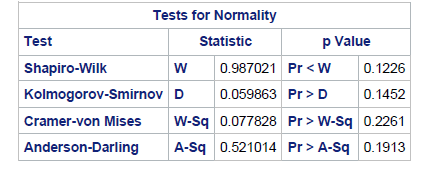 Tests for Normality
Test Statistic p Value
Shapiro-Wilk W 0.987021 Pr < W 0.1226
Kolmogorov-Smirnov D 0.059863 Pr > D 0.1452
Cramer-von Mises W-Sq 0.077828 Pr > W-Sq 0.2261
Anderson-Darling A-Sq 0.521014 Pr > A-Sq 0.1913